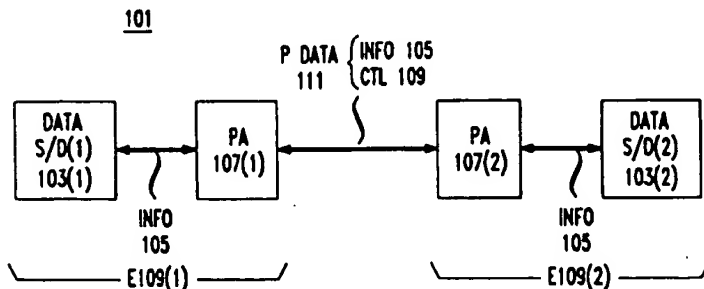 101
P DATA { INFO 105
111 CTL 109
DATA
S/D(1)
103(1)
PA
107(1)
PA
107(2)
DATA
S/D(2)
103(2)
INFO
105
INFO
105
E109(1)
E109(2)